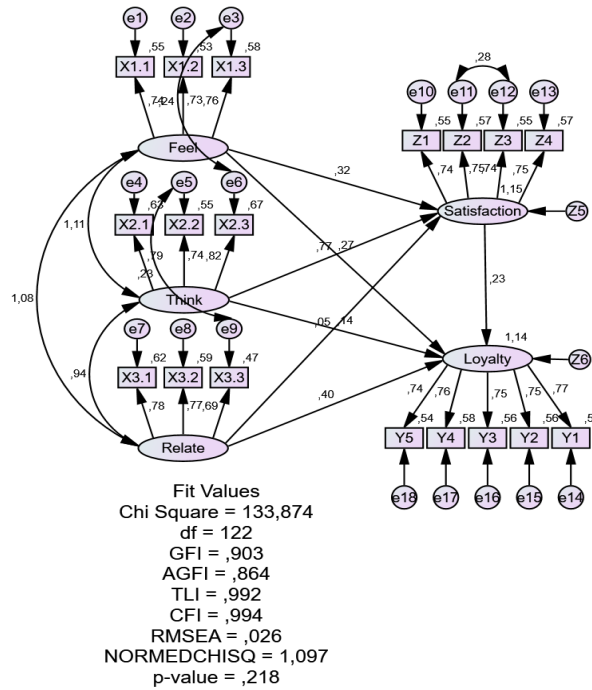 e1 e2 e3
,55 ,53 ,58
X1.1 X1.2 X1.3
,24 ,73 ,76
Feel
e4 e5 e6
,63 ,55 ,67
X2.1 X2.2 X2.3
,79 ,74 ,82
,23
Think
e7 e8 e9
,62 ,59 ,47
X3.1 X3.2 X3.3
,78 ,77 ,69
Relate
1,11
1,08
,94
,28
e10 e11 e12 e13
,55 ,57 ,55 ,57
Z1 Z2 Z3 Z4
,74 ,75 ,74 ,75
1,15
Satisfaction
Z5
,32
,77 ,27
,23
,05 ,14
,40
1,14
Loyalty
Z6
,74 ,76 ,75 ,75 ,77
,54 ,58 ,56 ,56
Y5 Y4 Y3 Y2 Y1
e18 e17 e16 e15 e14
Fit Values
Chi Square = 133,874
df = 122
GFI = ,903
AGFI = ,864
TLI = ,992
CFI = ,994
RMSEA = ,026
NORMEDCHISQ = 1,097
p-value = ,218